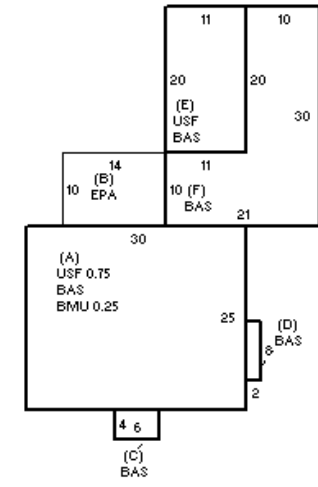 11 10
20 20
(E)
USF
BAS
30
14 11
10 (B)
EPA
10 (F)
BAS
21
30
(A)
USF 0.75
BAS
BMU 0.25
25
(D)
BAS
8
2
4 6
(C)
BAS